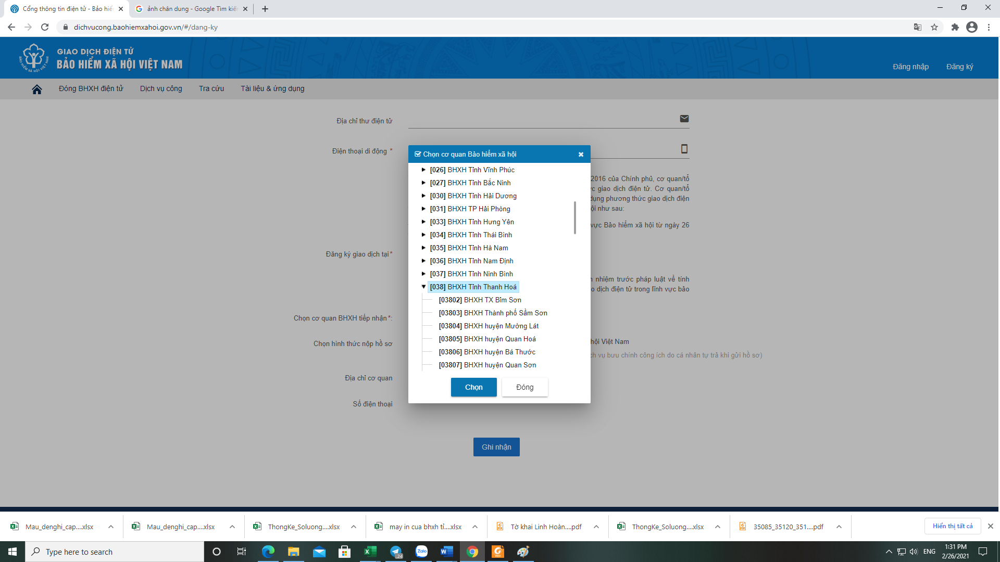 Cổng thông tin điện tử - Bảo hiể
ảnh chân dung - Google Tìm kiế
dichvucong.baohiemxahoi.gov.vn/#/dang-ky
GIAO DỊCH ĐIỆN TỬ
BẢO HIỂM XÃ HỘI VIỆT NAM
Đăng nhập Đăng ký
Đóng BHXH điện tử Dịch vụ công Tra cứu Tài liệu & ứng dụng
Địa chỉ thư điện tử
Điện thoại di động *
Chọn cơ quan Bảo hiểm xã hội
[026] BHXH Tỉnh Vĩnh Phúc
[027] BHXH Tỉnh Bắc Ninh
[030] BHXH Tỉnh Hải Dương
[031] BHXH TP Hải Phòng
[033] BHXH Tỉnh Hưng Yên
[034] BHXH Tỉnh Thái Bình
[035] BHXH Tỉnh Hà Nam
[036] BHXH Tỉnh Nam Định
[037] BHXH Tỉnh Ninh Bình
[038] BHXH Tỉnh Thanh Hoá
[03802] BHXH TX Bỉm Sơn
[03803] BHXH Thành phố Sầm Sơn
[03804] BHXH huyện Mường Lát
[03805] BHXH huyện Quan Hoá
[03806] BHXH huyện Bá Thước
[03807] BHXH huyện Quan Sơn
Chọn Đóng
2016 của Chính phủ, cơ quan/tổ
c giao dịch điện tử. Cơ quan/tổ
dụng phương thức giao dịch điện
ội như sau:
vực Bảo hiểm xã hội từ ngày 26
Đăng ký giao dịch tại*
nhiệm trước pháp luật về tính
o dịch điện tử trong lĩnh vực bảo
Chọn cơ quan BHXH tiếp nhận*:
Chọn hình thức nộp hồ sơ
hội Việt Nam
ch vụ bưu chính công ích do cá nhân tự trả khi gửi hồ sơ)
Địa chỉ cơ quan
Số điện thoại
Ghi nhận
Mau_denghi_cap....xlsx
Mau_denghi_cap....xlsx
ThongKe_Soluong....xlsx
may in cua bhxh tỉ....xlsx
Tờ khai Linh Hoàn....pdf
ThongKe_Soluong....xlsx
35085_35120_351....pdf
Hiển thị tất cả
Type here to search
24
Zalo
ENG
1:31 PM
2/26/2021